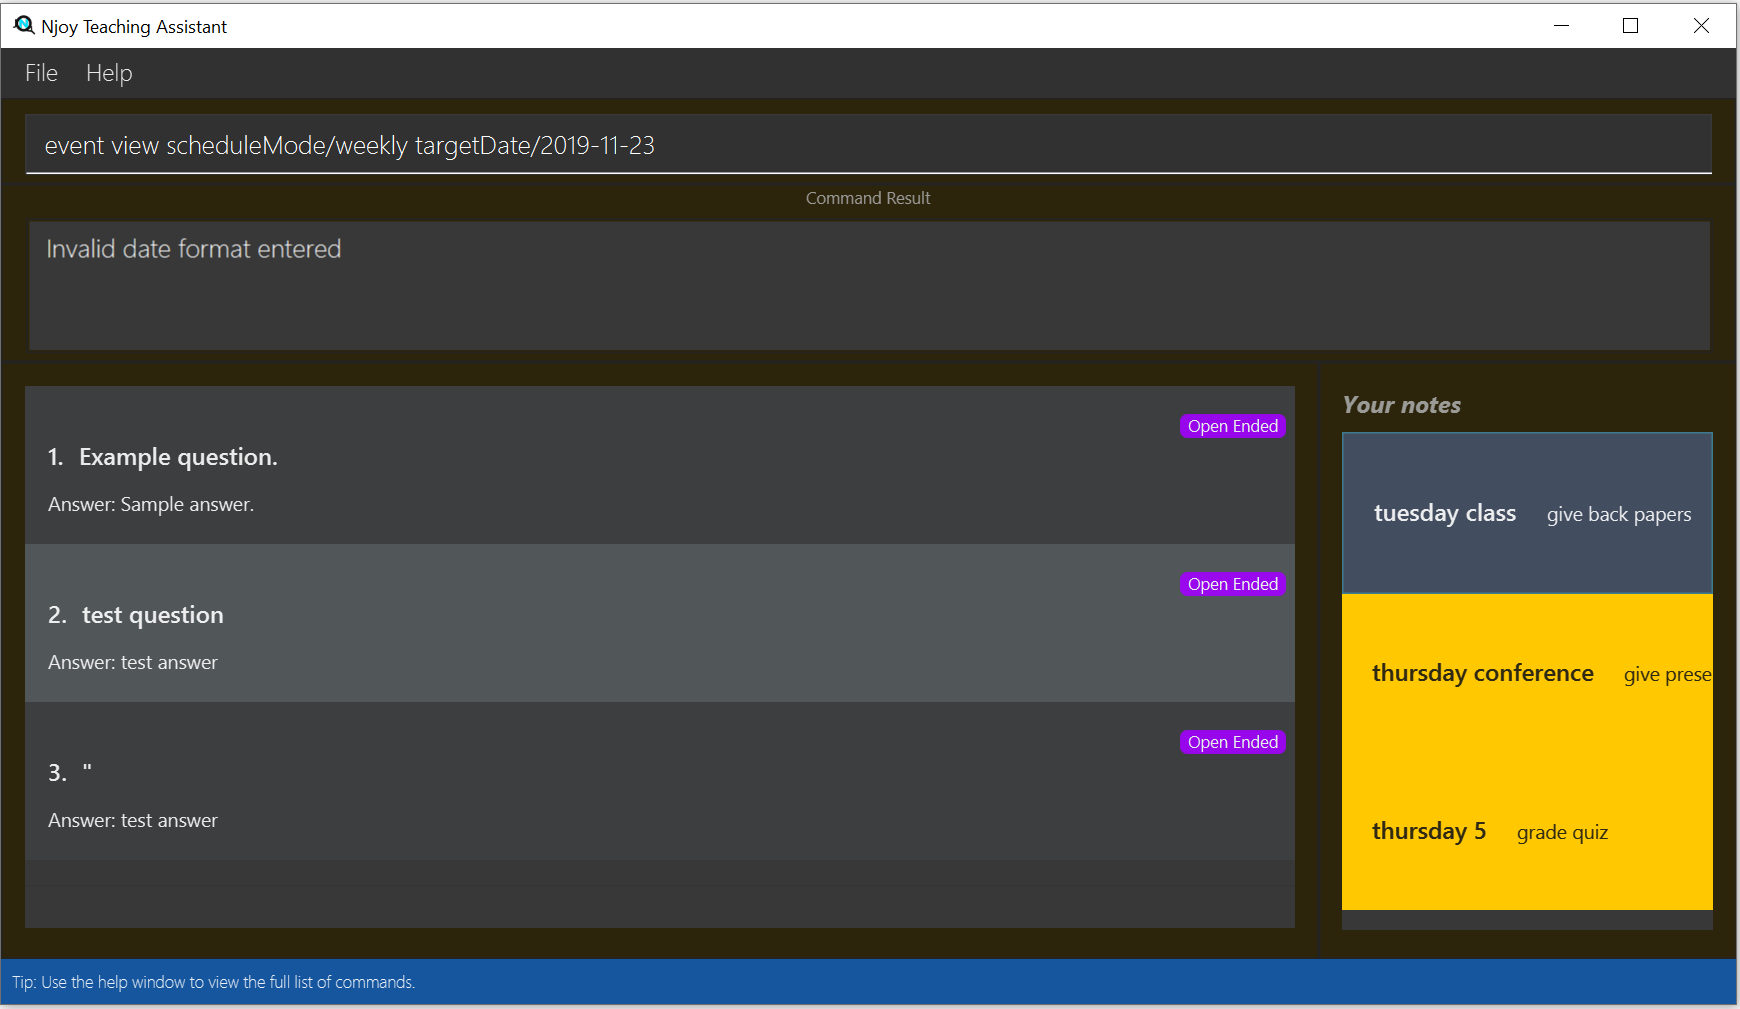 Njoy Teaching Assistant
File Help
event view scheduleMode/weekly targetDate/2019-11-23
Command Result
Invalid date format entered
Open Ended
1. Example question.
Answer: Sample answer.
Open Ended
2. test question
Answer: test answer
Open Ended
3. "
Answer: test answer
Your notes
tuesday class give back papers
thursday conference give prese
thursday 5 grade quiz
Tip: Use the help window to view the full list of commands.